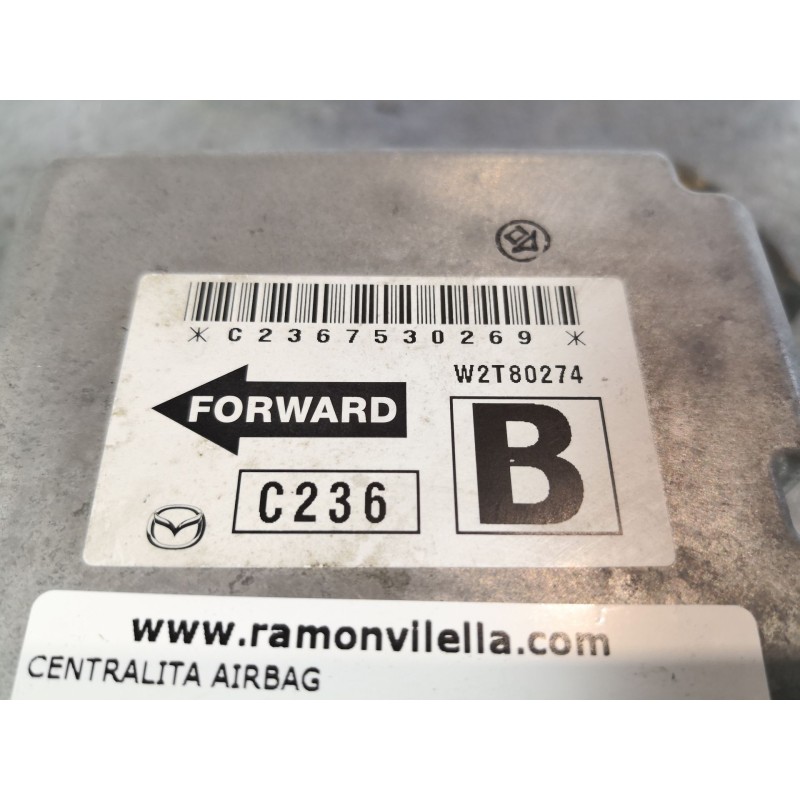 *C2367530269*
W2T80274
FORWARD
B
C236
www.ramonvilella.com
CENTRALITA AIRBAG